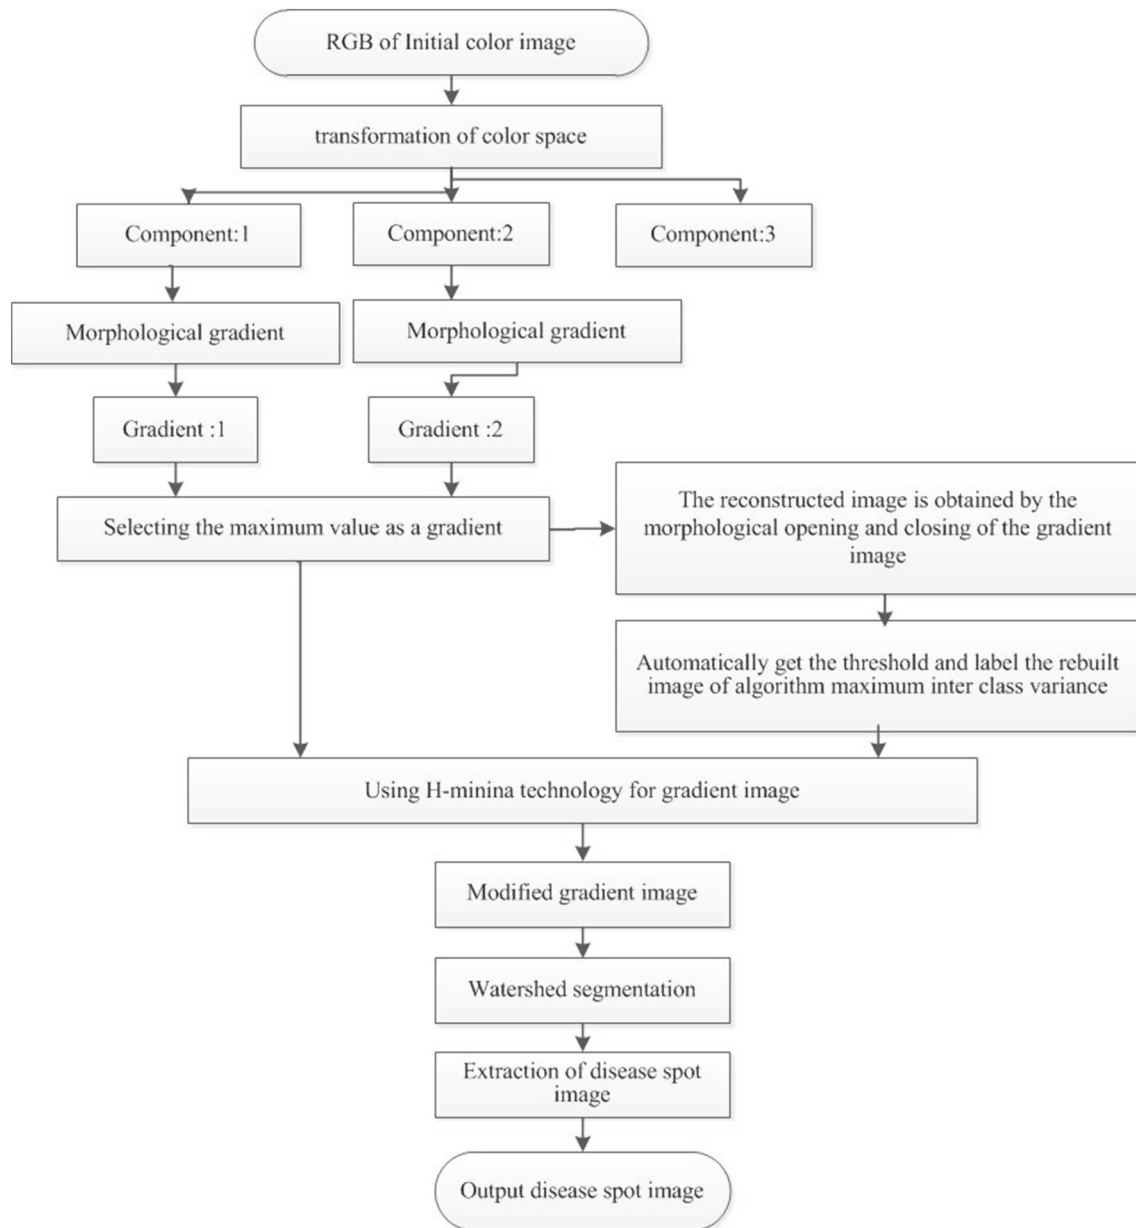 RGB of Initial color image
transformation of color space
Component:1
Component:2
Component:3
Morphological gradient
Morphological gradient
Gradient :1
Gradient :2
Selecting the maximum value as a gradient
The reconstructed image is obtained by the
morphological opening and closing of the gradient
image
Automatically get the threshold and label the rebuilt
image of algorithm maximum inter class variance
Using H-minina technology for gradient image
Modified gradient image
Watershed segmentation
Extraction of disease spot
image
Output disease spot image